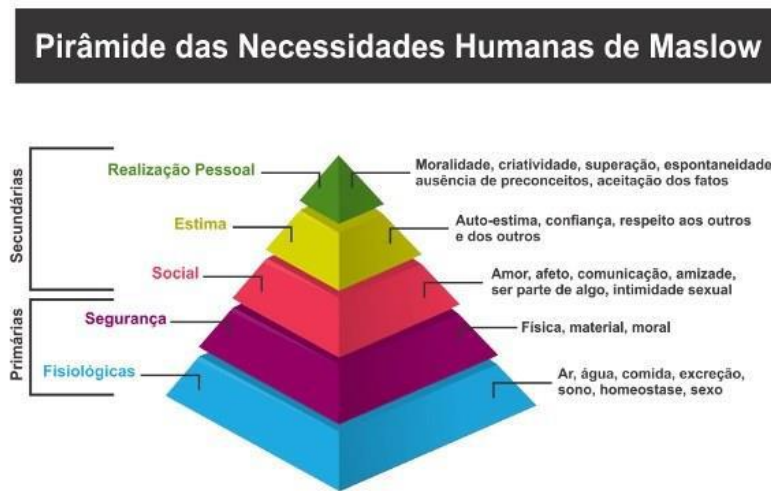 Pirâmide das Necessidades Humanas de Maslow
Secundárias
Primárias
Realização Pessoal
Moralidade, criatividade, superação, espontaneidade
ausência de preconceitos, aceitação dos fatos
Estima
Auto-estima, confiança, respeito aos outros
e dos outros
Social
Amor, afeto, comunicação, amizade,
ser parte de algo, intimidade sexual
Segurança
Física, material, moral
Fisiológicas
Ar, água, comida, excreção,
sono, homeostase, sexo